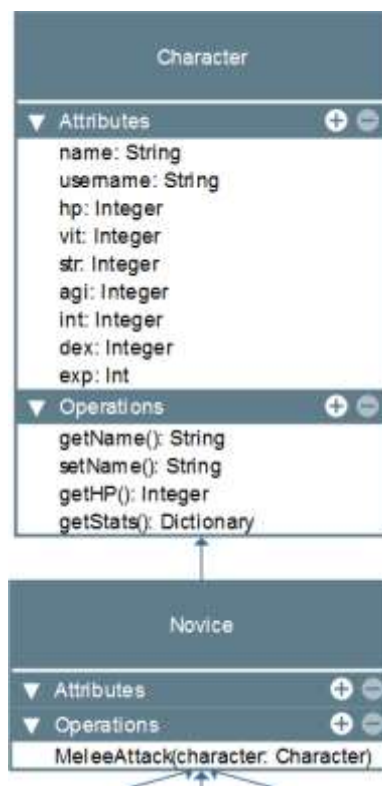 Character
Attributes
name: String
username: String
hp: Integer
vit: Integer
str: Integer
agi: Integer
int: Integer
dex: Integer
exp: Int
Operations
getName(): String
setName(): String
getHP(): Integer
getStats(): Dictionary
Novice
Attributes
Operations
MeleeAttack(character: Character)